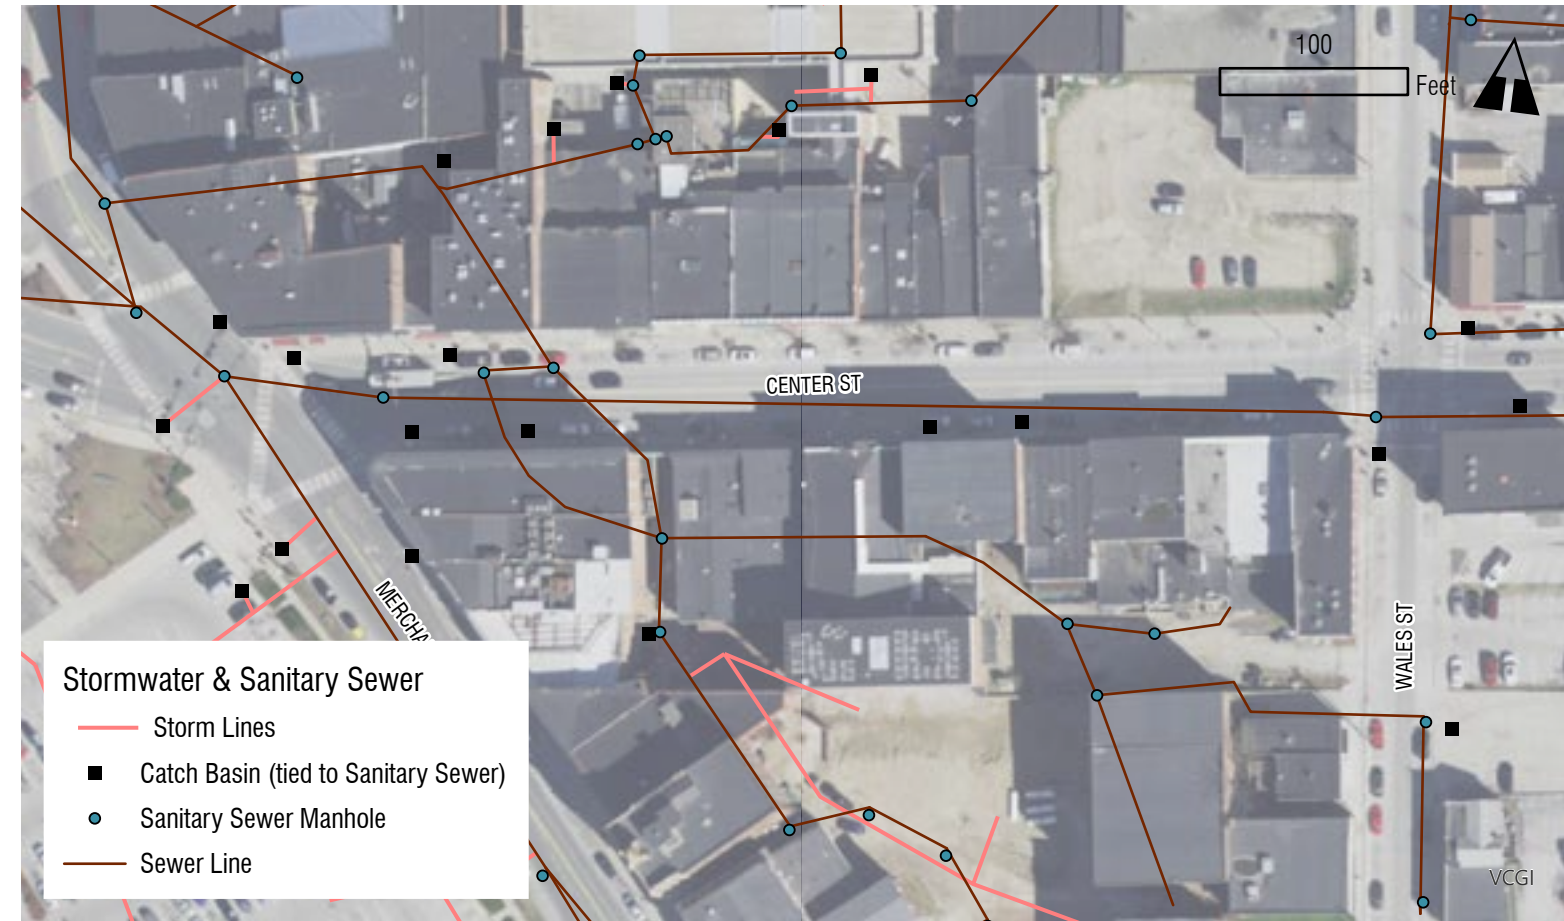 100
Feet
CENTER ST
MERCHA
WALES ST
Stormwater & Sanitary Sewer
Storm Lines
Catch Basin (tied to Sanitary Sewer)
Sanitary Sewer Manhole
Sewer Line
VCGI